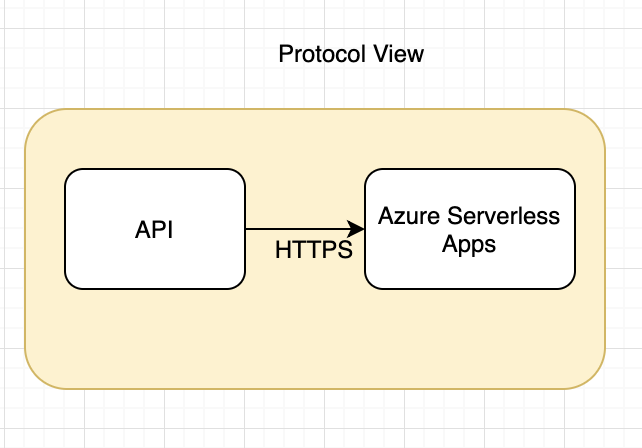 Protocol View
API
HTTPS
Azure Serverless
Apps